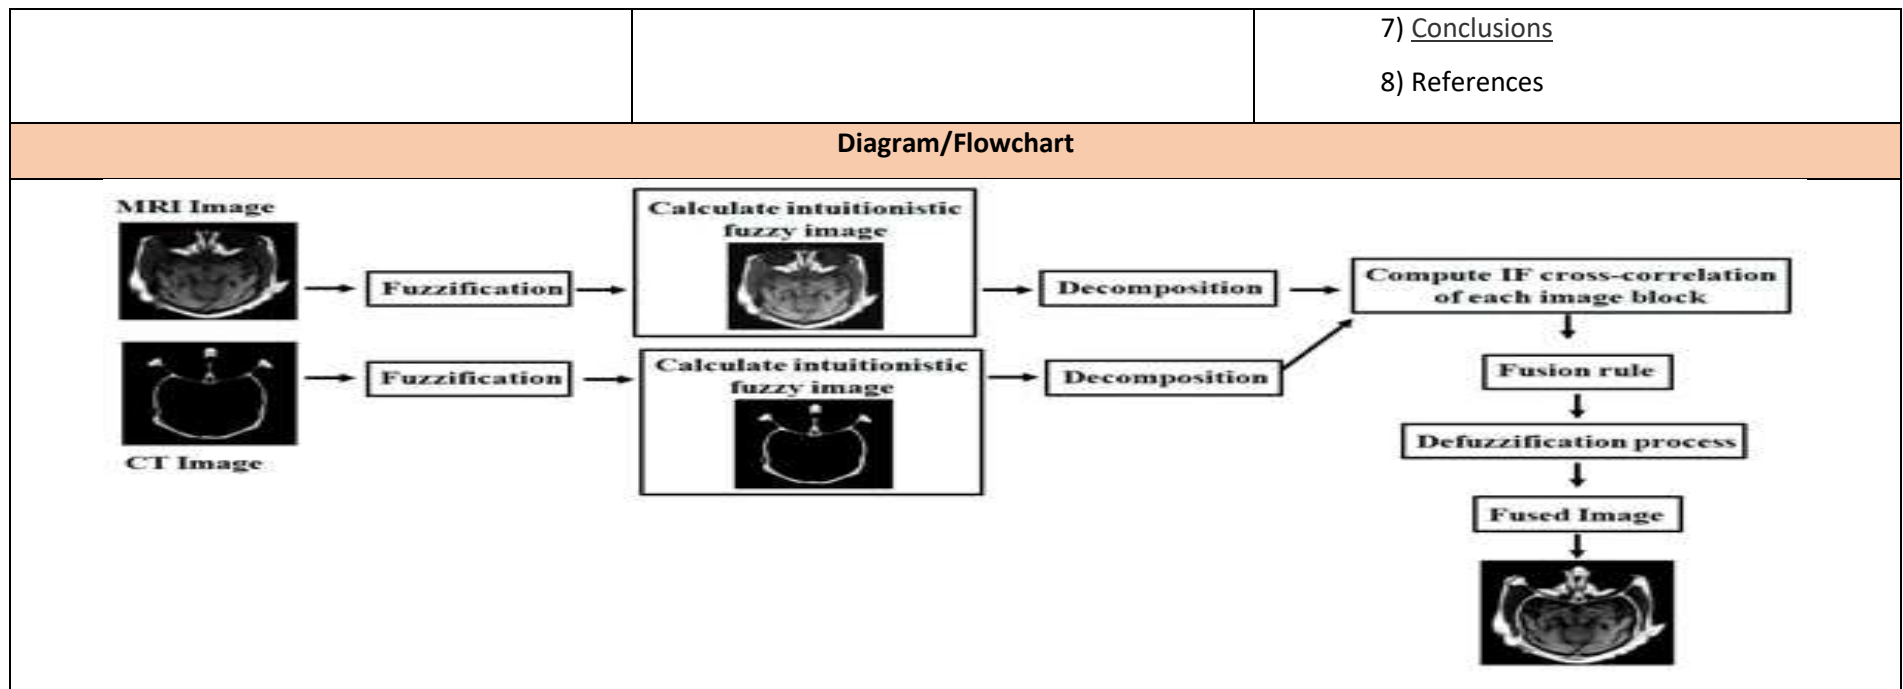 7) Conclusions
8) References
Diagram/Flowchart
MRI Image
Fuzzification
Calculate intuitionistic
fuzzy image
Decomposition
Compute IF cross-correlation
of each image block
CT Image
Fuzzification
Calculate intuitionistic
fuzzy image
Decomposition
Fusion rule
Defuzzification process
Fused Image